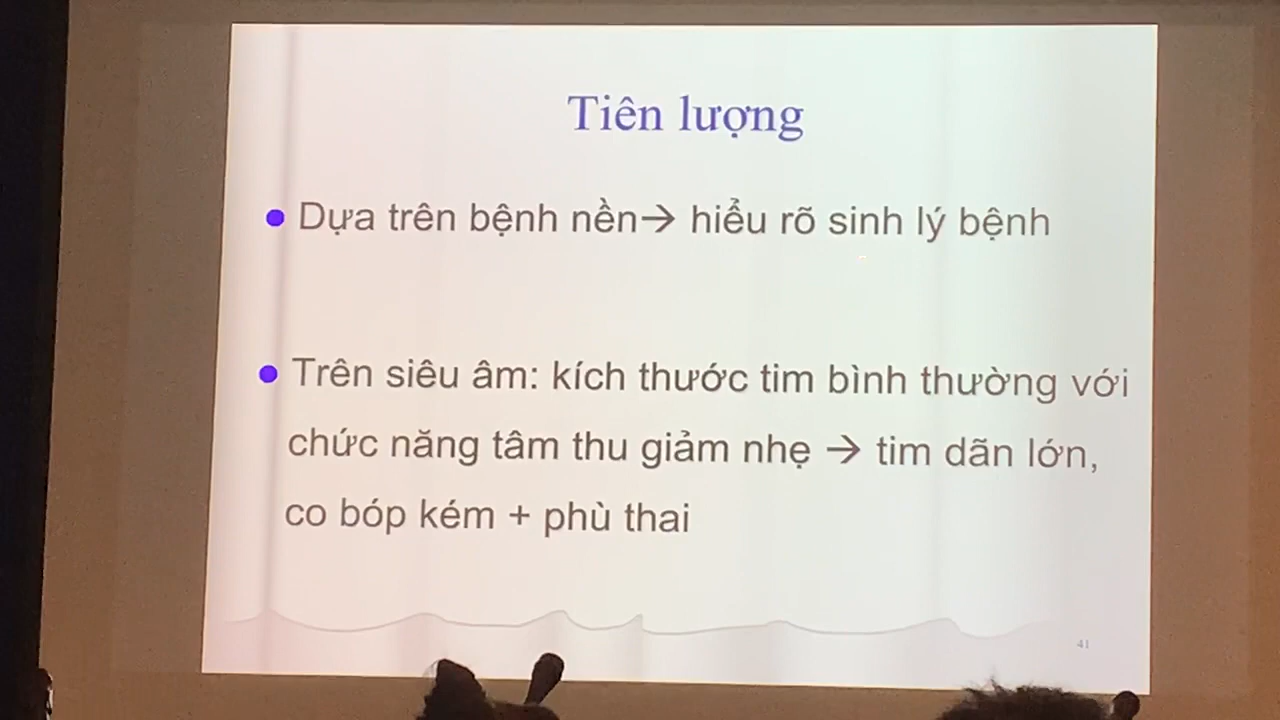 Tiên lượng
● Dựa trên bệnh nền→ hiểu rõ sinh lý bệnh
● Trên siêu âm: kích thước tim bình thường với
chức năng tâm thu giảm nhẹ → tim dãn lớn,
co bóp kém + phù thai
41